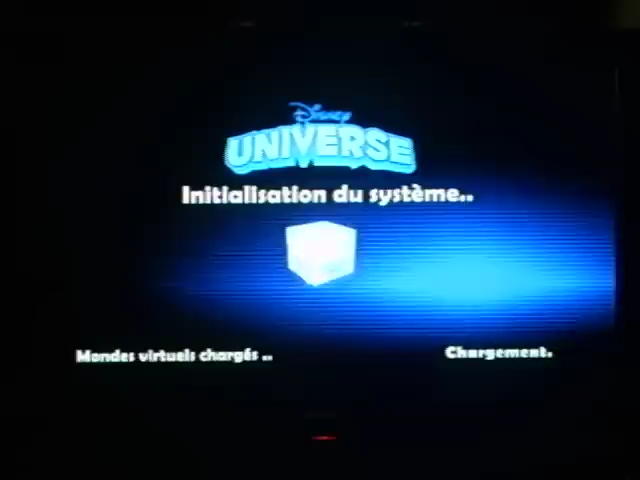 Disney
UNIVERSE
Initialisation du système..
Mondes virtuels chargés ..
Chargement.